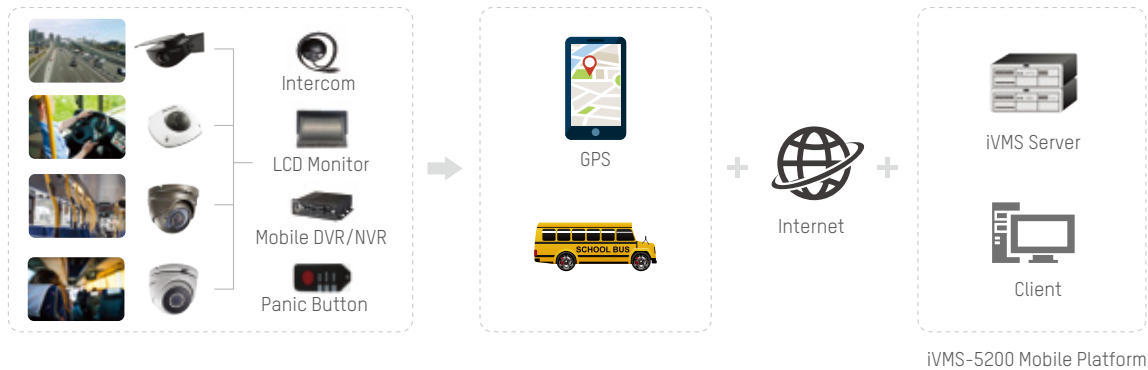 Intercom
LCD Monitor
Mobile DVR/NVR
Panic Button
GPS
SCHOOL BUS
Internet
iVMS Server
Client
iVMS-5200 Mobile Platform